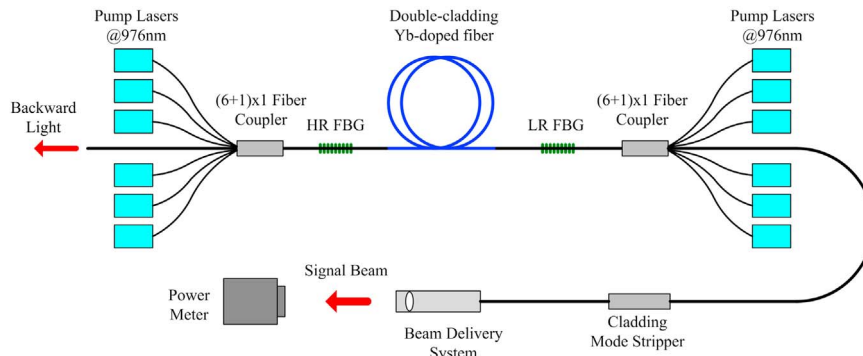 Pump Lasers
@976nm
Double-cladding
Yb-doped fiber
Pump Lasers
@976nm
Backward
Light
(6+1)x1 Fiber
Coupler
HR FBG
LR FBG
(6+1)x1 Fiber
Coupler
Power
Meter
Signal Beam
Beam Delivery
System
Cladding
Mode Stripper